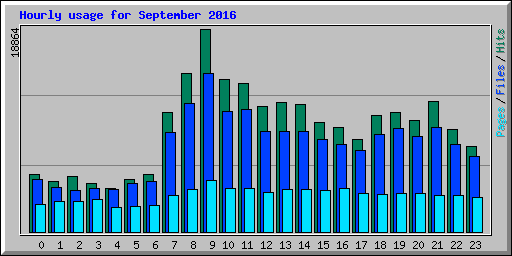 Hourly usage for September 2016
18864
Pages/Files/Hits
0 1 2 3 4 5 6 7 8 9 10 11 12 13 14 15 16 17 18 19 20 21 22 23